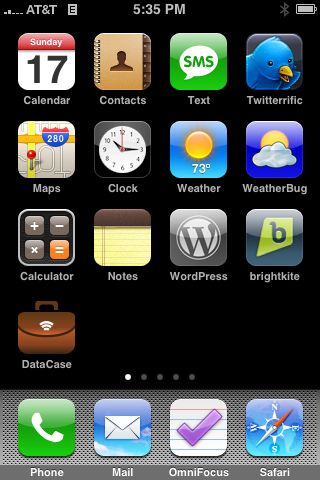 AT&T E 5:35 PM
Sunday
17
280
SMS
73°
Calendar Contacts Text Twitterrific
Maps Clock Weather WeatherBug
Calculator Notes WordPress brightkite
DataCase
Phone Mail OmniFocus Safari